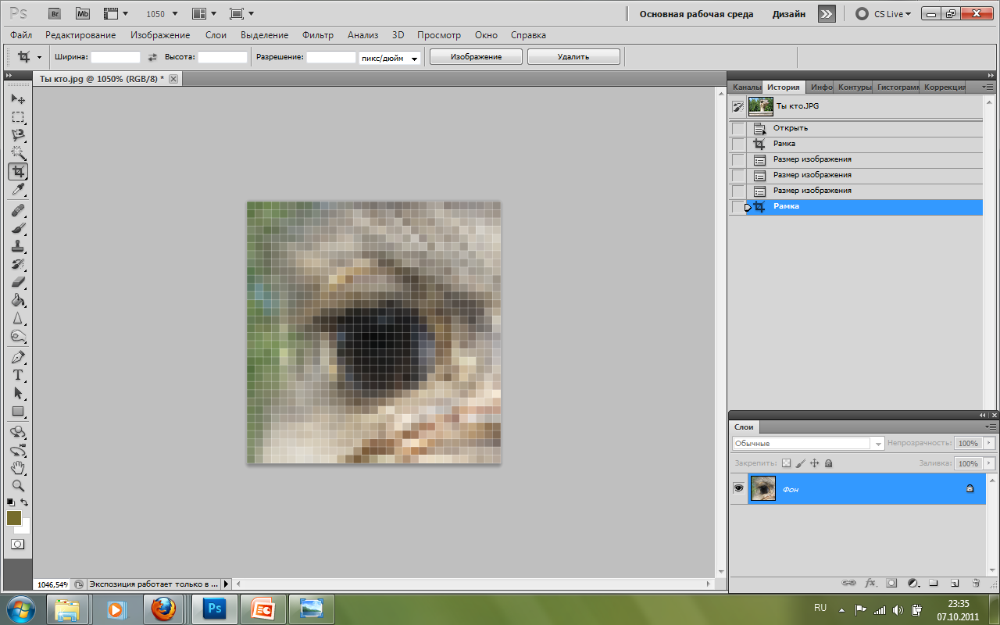 Ps Br Mb 1050 Основная рабочая среда Дизайн CS Live
Файл Редактирование Изображение Слои Выделение Фильтр Анализ 3D Просмотр Окно Справка
Ширина: Высота: Разрешение: пикс/дюйм Изображение Удалить
Ты кто.jpg @ 1050% (RGB/8) *
Каналы История Инфо Контуры Гистограмм Коррекция
Ты кто.JPG
Открыть
Рамка
Размер изображения
Размер изображения
Размер изображения
Рамка
Слои
Обычные Непрозрачность: 100%
Закрепить: Заливка: 100%
Фон
1046,54% Экспозиция работает только в ...
RU 23:35
07.10.2011